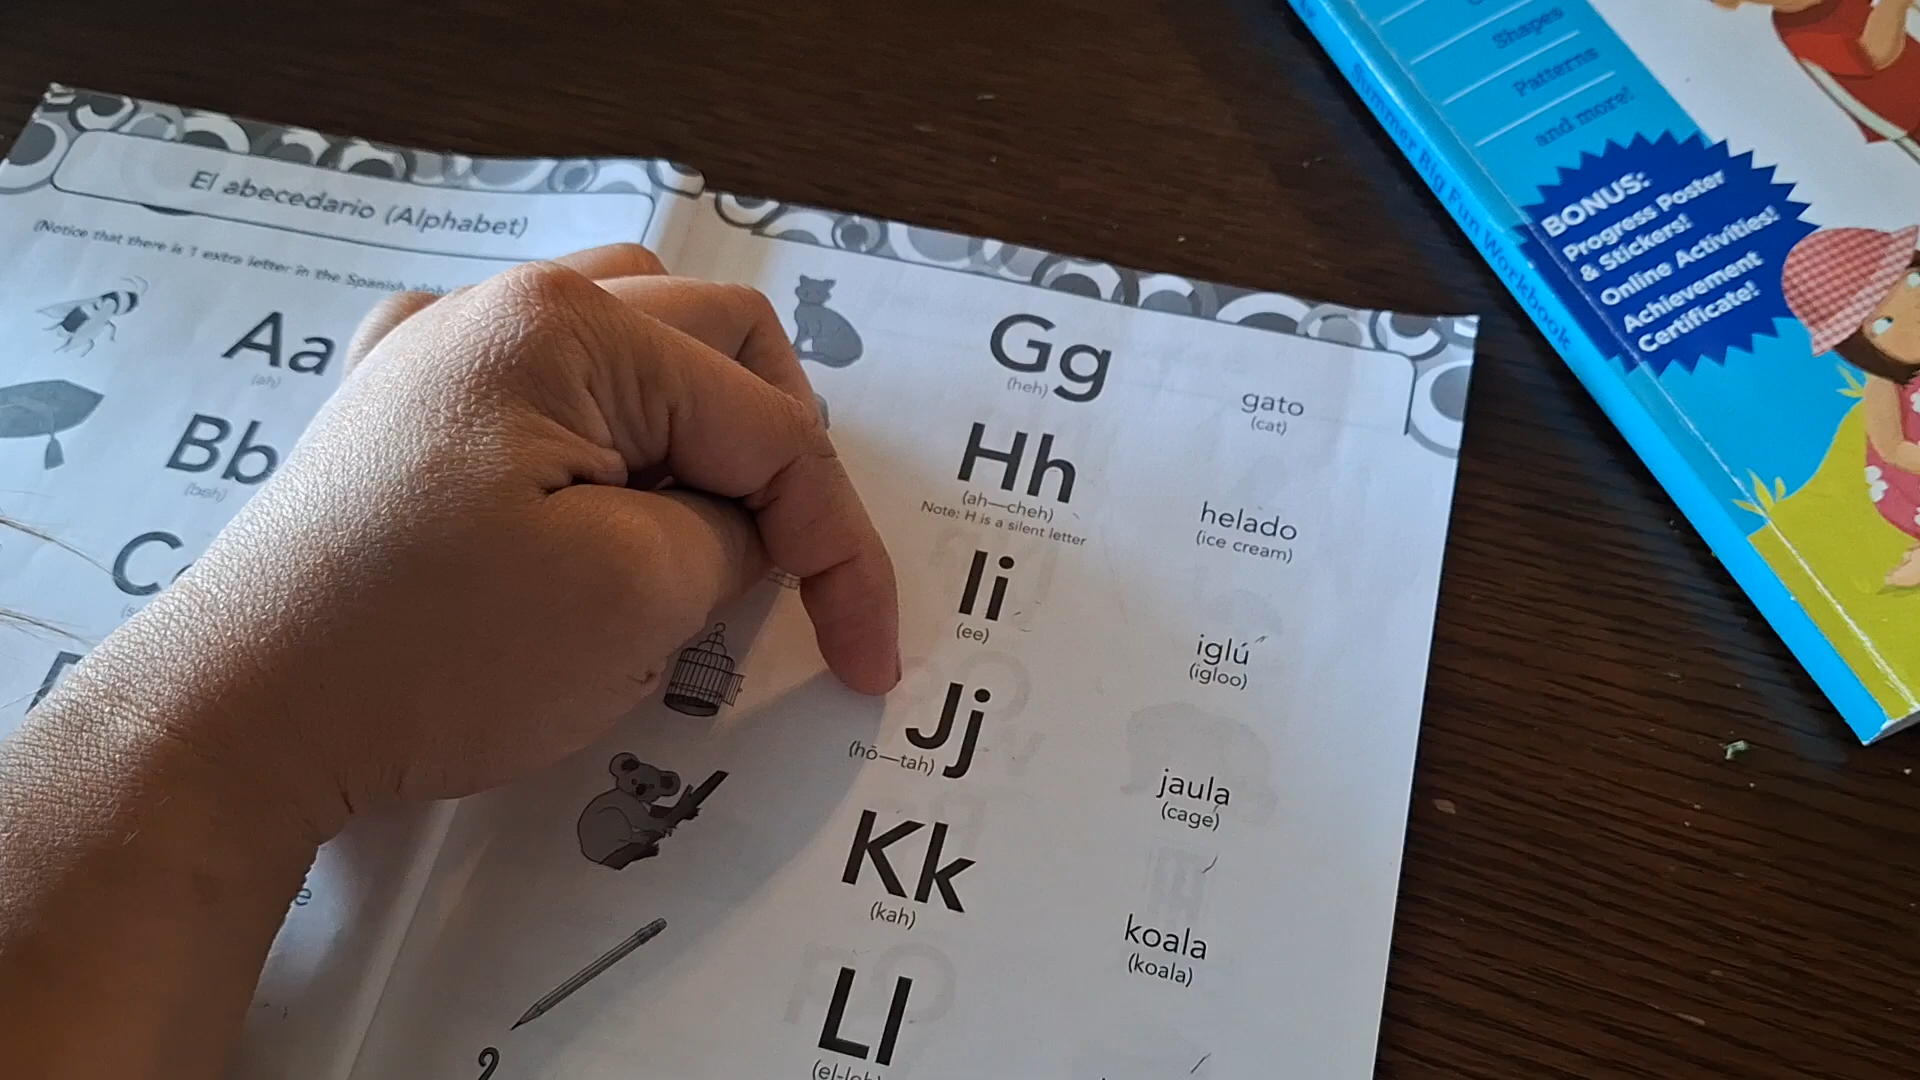 El abecedario (Alphabet)
(Notice that there is 1 extra letter in the Spanish
Aa
(ah)
Bb
(beh)
Gg
(heh)
gato
(cat)
Hh
(ah—cheh)
Note: H is a silent letter
helado
(ice cream)
Ii
(ee)
iglú
(igloo)
Jj
(hō—tah)
jaula
(cage)
Kk
(kah)
koala
(koala)
Ll
Shapes
Patterns
and more!
BONUS:
Progress Poster
& Stickers!
Online Activities!
Achievement
Certificate!
Summer Big Fun Workbook